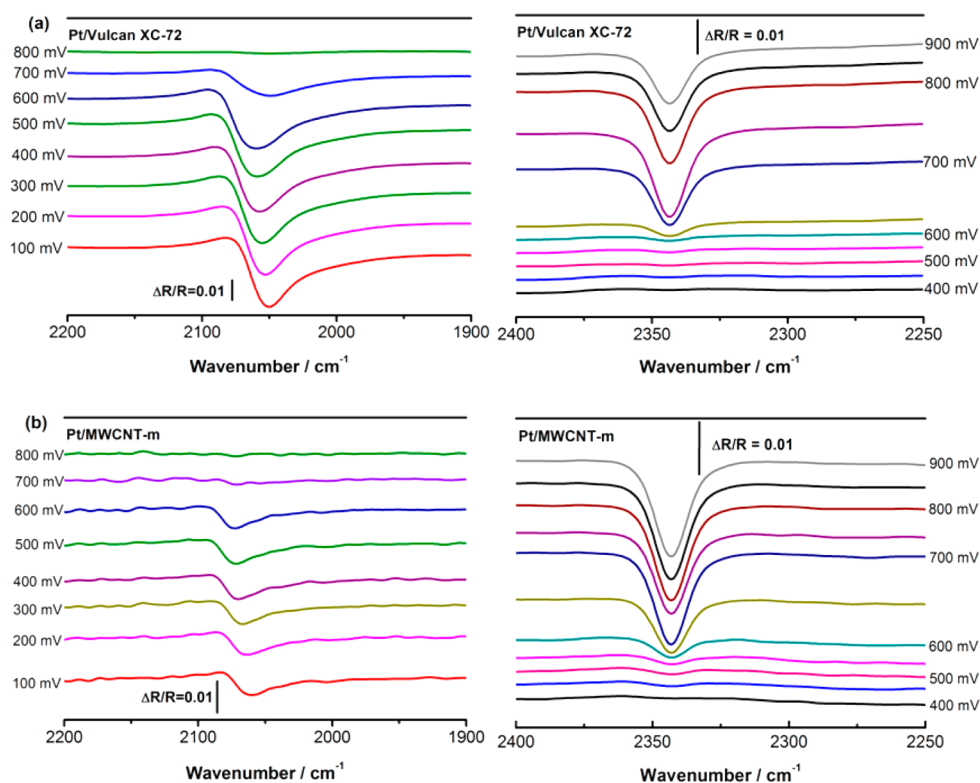 (a)
Pt/Vulcan XC-72
800 mV
700 mV
600 mV
500 mV
400 mV
300 mV
200 mV
100 mV
ΔR/R=0.01
2200 2100 2000 1900
Wavenumber / cm⁻¹
Pt/Vulcan XC-72
ΔR/R = 0.01
900 mV
800 mV
700 mV
600 mV
500 mV
400 mV
2400 2350 2300 2250
Wavenumber / cm⁻¹
(b)
Pt/MWCNT-m
800 mV
700 mV
600 mV
500 mV
400 mV
300 mV
200 mV
100 mV
ΔR/R=0.01
2200 2100 2000 1900
Wavenumber / cm⁻¹
Pt/MWCNT-m
ΔR/R = 0.01
900 mV
800 mV
700 mV
600 mV
500 mV
400 mV
2400 2350 2300 2250
Wavenumber / cm⁻¹